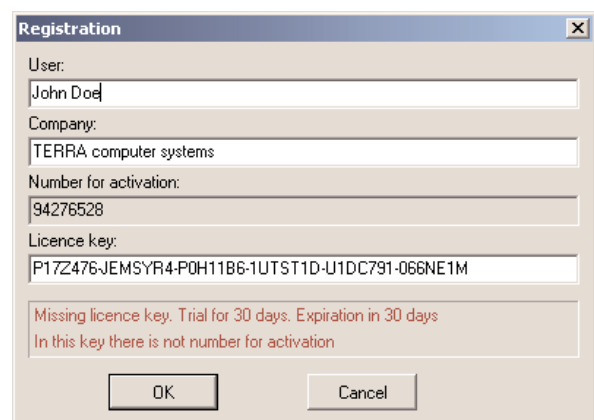 Registration
User:
John Doe
Company:
TERRA computer systems
Number for activation:
94276528
Licence key:
P17Z476-JEMSYR4-P0H11B6-1UTST1D-U1DC791-066NE1M
Missing licence key. Trial for 30 days. Expiration in 30 days
In this key there is not number for activation
OK Cancel